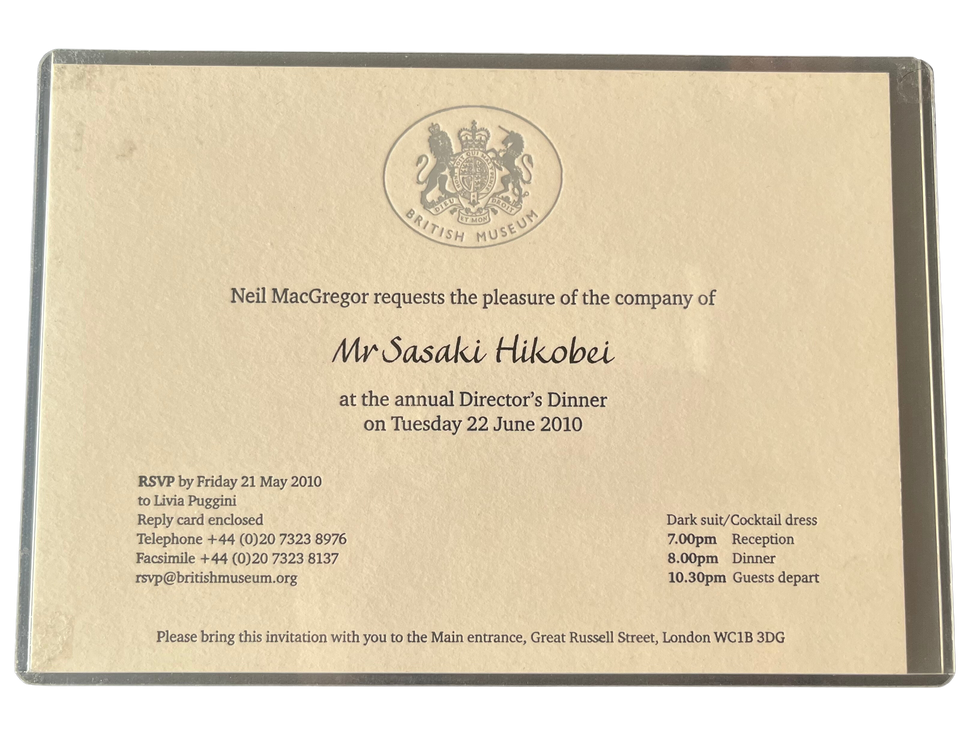 DIEU ET MON DROIT
BRITISH MUSEUM
Neil MacGregor requests the pleasure of the company of
Mr Sasaki Hikobei
at the annual Director's Dinner
on Tuesday 22 June 2010
RSVP by Friday 21 May 2010
to Livia Puggini
Reply card enclosed
Telephone +44 (0)20 7323 8976
Facsimile +44 (0)20 7323 8137
rsvp@britishmuseum.org
Dark suit/Cocktail dress
7.00pm Reception
8.00pm Dinner
10.30pm Guests depart
Please bring this invitation with you to the Main entrance, Great Russell Street, London WC1B 3DG